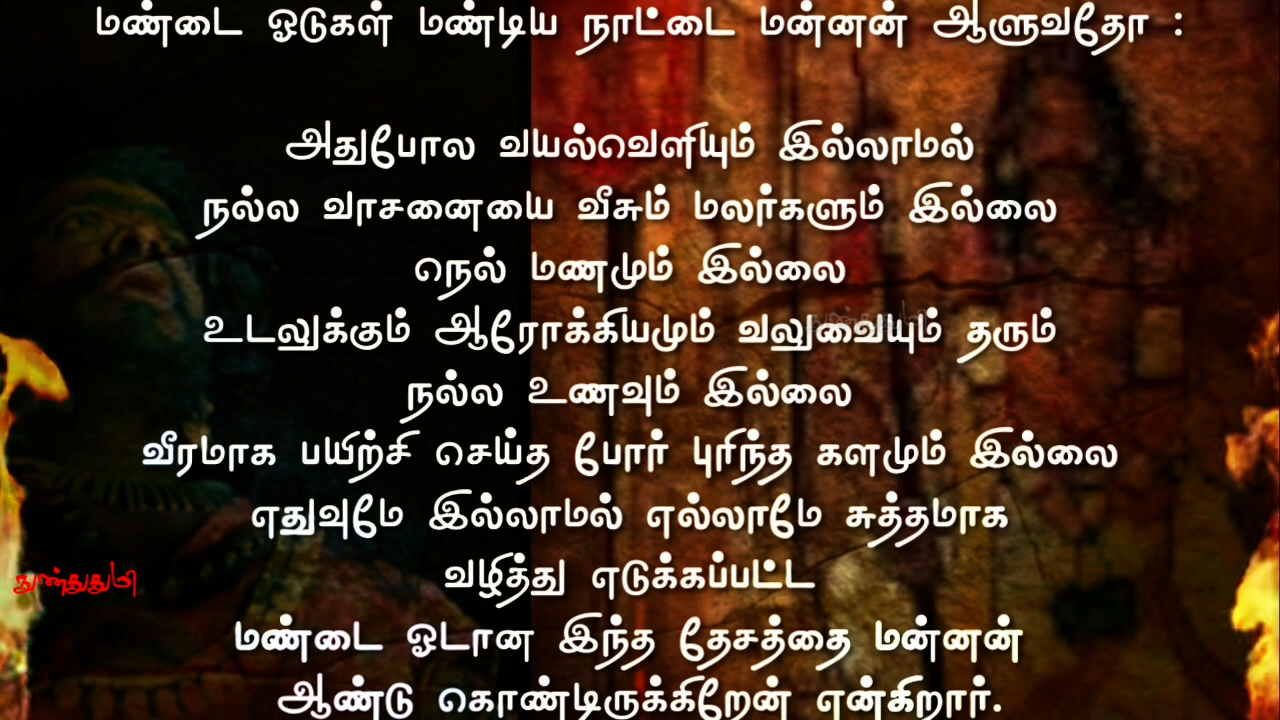 மண்டை ஓடுகள் மண்டிய நாட்டை மன்னன் ஆளுவதோ :
அதுபோல வயல்வெளியும் இல்லாமல்
நல்ல வாசனையை வீசும் மலர்களும் இல்லை
நெல் மணமும் இல்லை
உடலுக்கும் ஆரோக்கியமும் வலுவையும் தரும்
நல்ல உணவும் இல்லை
வீரமாக பயிற்சி செய்த போர் புரிந்த களமும் இல்லை
எதுவுமே இல்லாமல் எல்லாமே சுத்தமாக
வழித்து எடுக்கப்பட்ட
நுண்துதுமி
மண்டை ஓடான இந்த தேசத்தை மன்னன்
ஆண்டு கொண்டிருக்கிறேன் என்கிறார்.